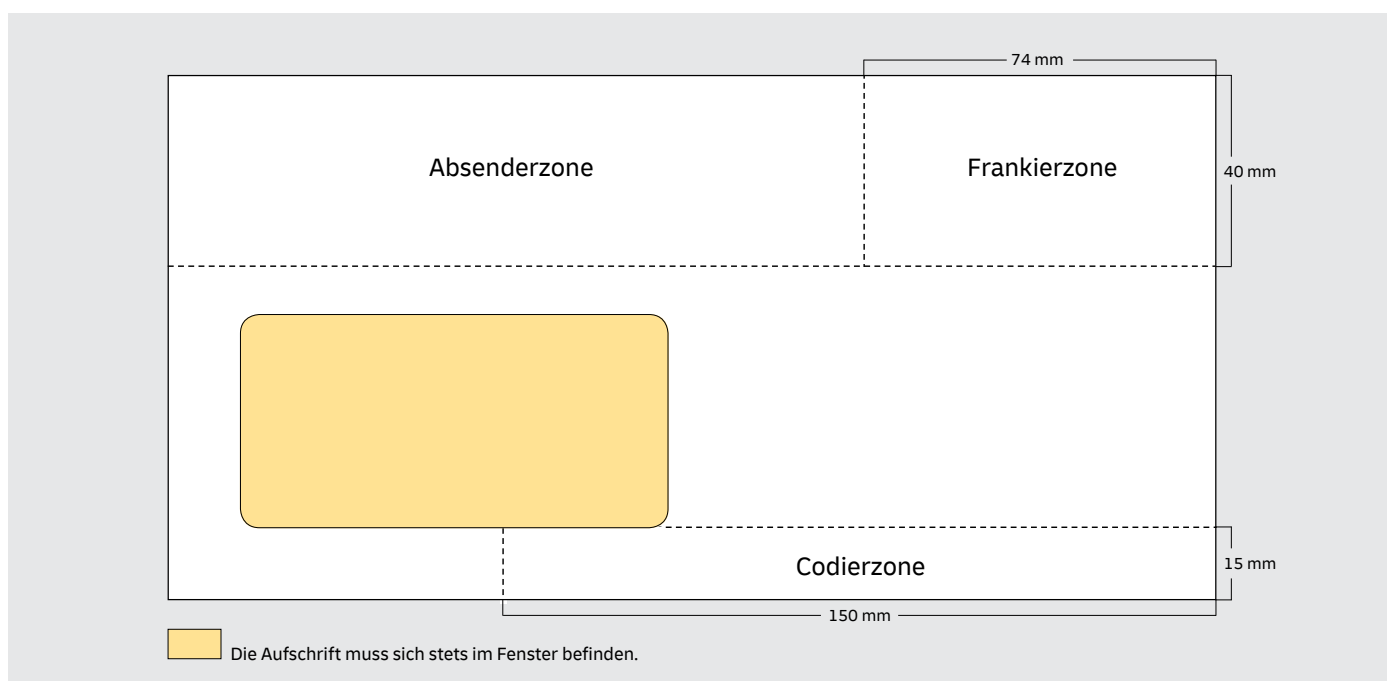 74 mm
Absenderzone
Frankierzone
40 mm
Codierzone
15 mm
150 mm
Die Aufschrift muss sich stets im Fenster befinden.